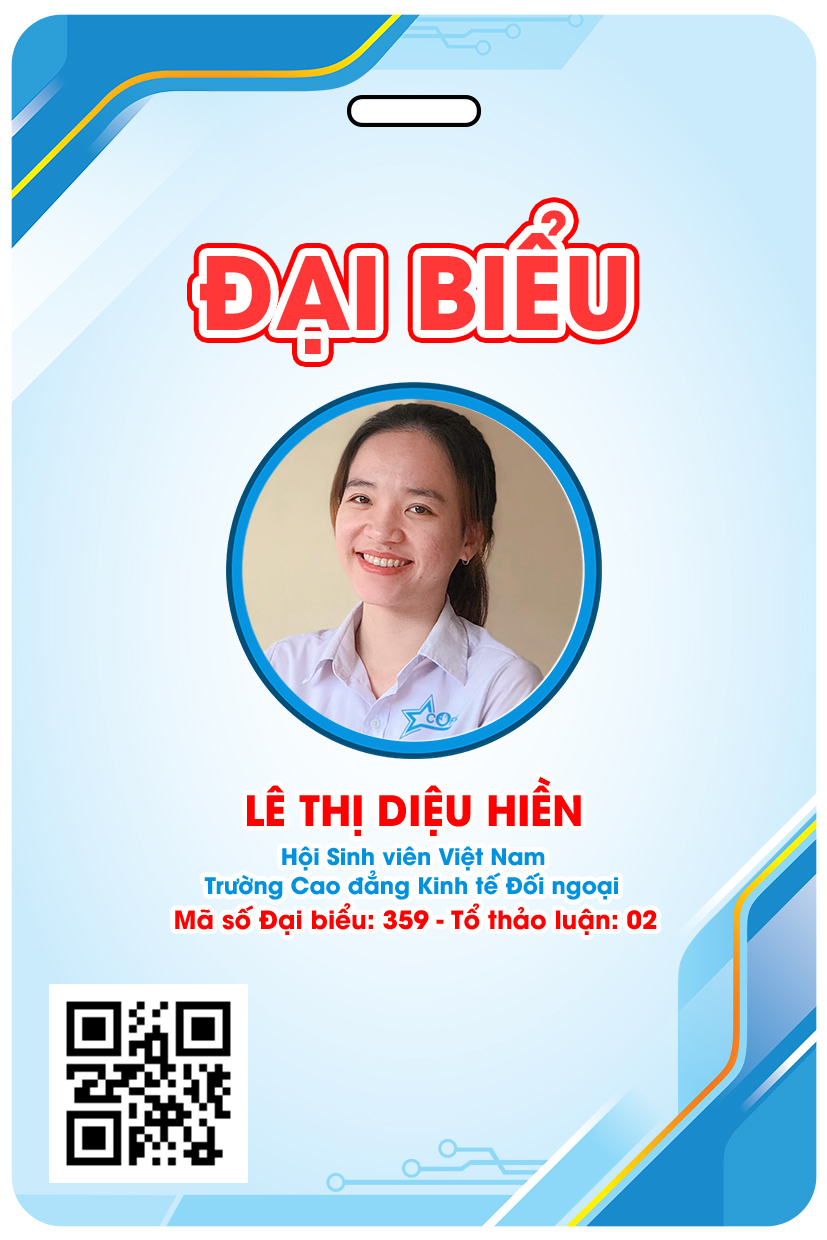 ĐẠI BIỂU
LÊ THỊ DIỆU HIỀN
Hội Sinh viên Việt Nam
Trường Cao đẳng Kinh tế Đối ngoại
Mã số Đại biểu: 359 - Tổ thảo luận: 02